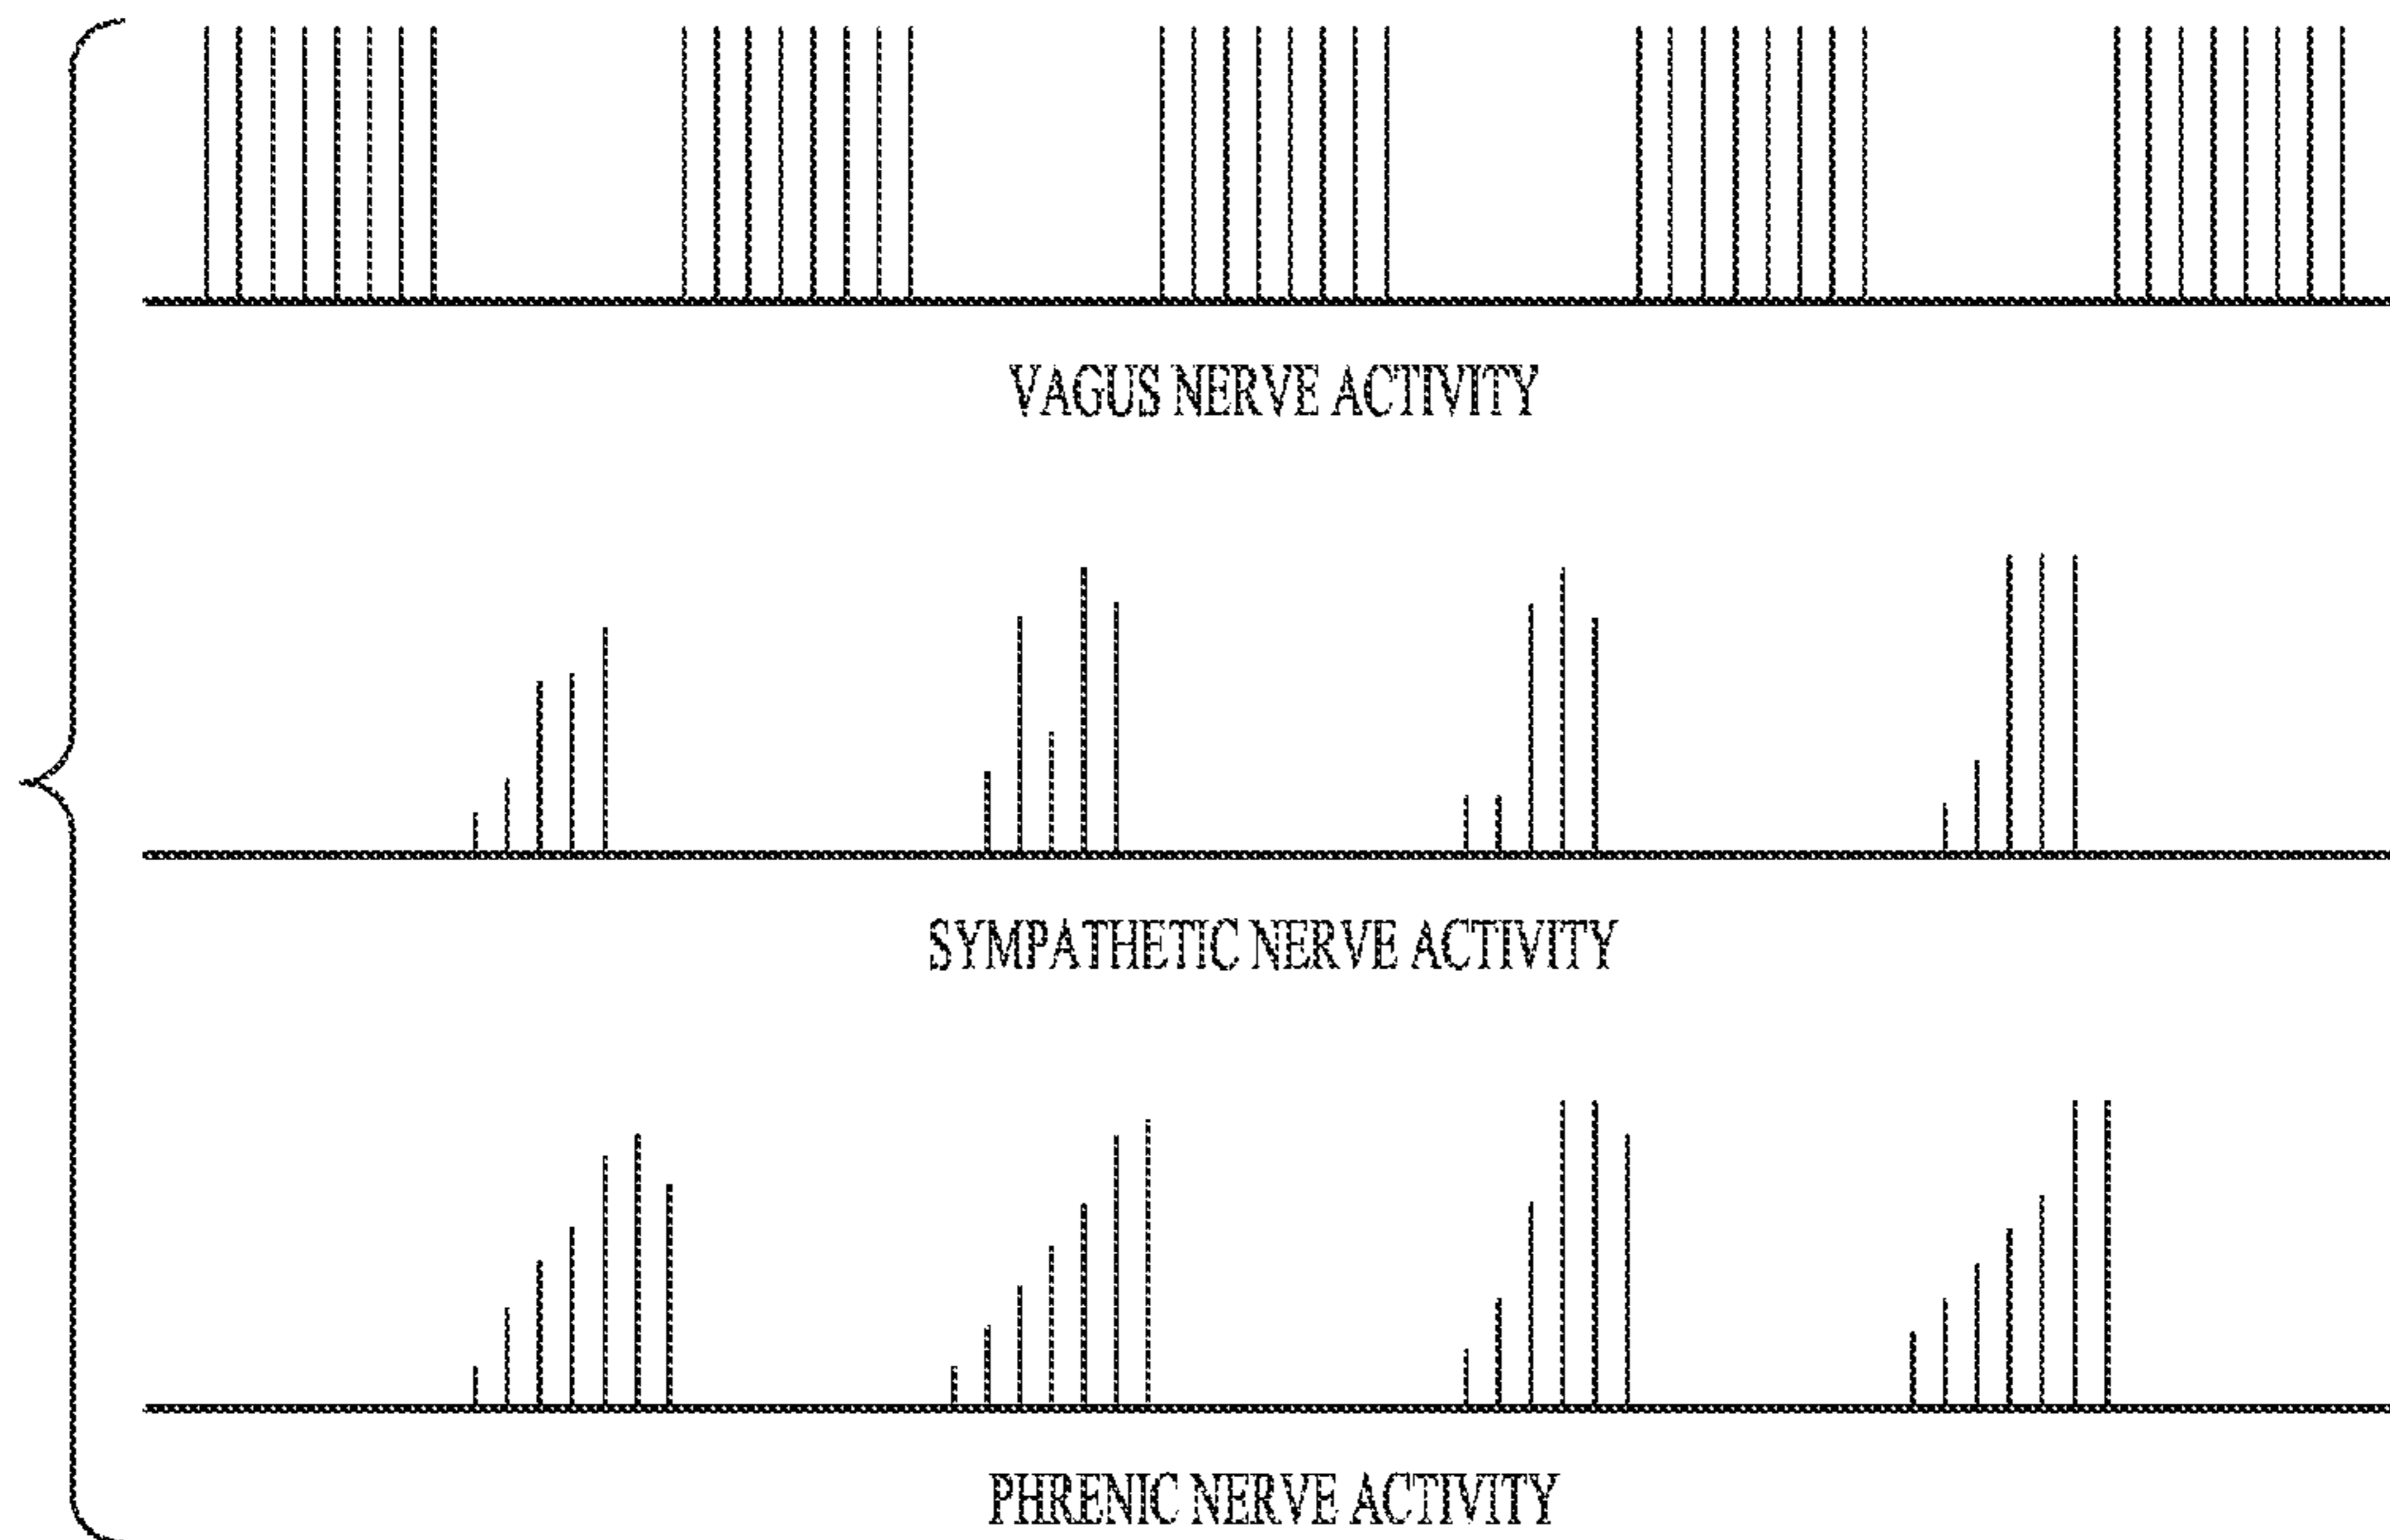 VAGUS NERVE ACTIVITY
SYMPATHETIC NERVE ACTIVITY
PHRENIC NERVE ACTIVITY